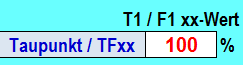 T1 / F1 xx-Wert
Taupunkt / TFxx 100 %